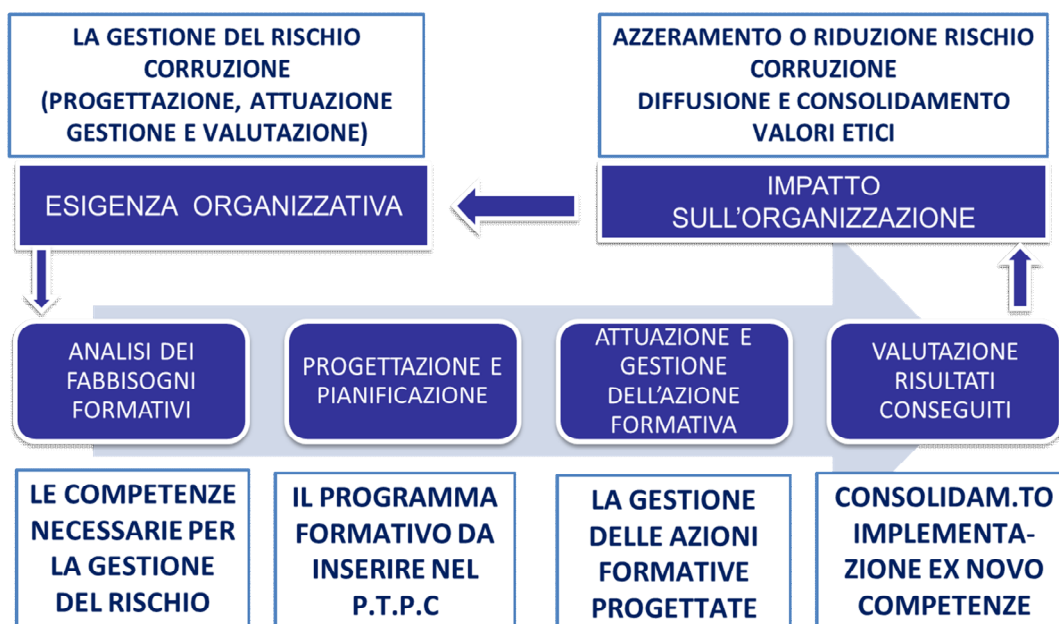 LA GESTIONE DEL RISCHIO
CORRUZIONE
(PROGETTAZIONE, ATTUAZIONE
GESTIONE E VALUTAZIONE)
AZZERAMENTO O RIDUZIONE RISCHIO
CORRUZIONE
DIFFUSIONE E CONSOLIDAMENTO
VALORI ETICI
ESIGENZA ORGANIZZATIVA
IMPATTO
SULL'ORGANIZZAZIONE
ANALISI DEI
FABBISOGNI
FORMATIVI
PROGETTAZIONE E
PIANIFICAZIONE
ATTUAZIONE E
GESTIONE
DELL'AZIONE
FORMATIVA
VALUTAZIONE
RISULTATI
CONSEGUITI
LE COMPETENZE
NECESSARIE PER
LA GESTIONE
DEL RISCHIO
IL PROGRAMMA
FORMATIVO DA
INSERIRE NEL
P.T.P.C
LA GESTIONE
DELLE AZIONI
FORMATIVE
PROGETTATE
CONSOLIDAM.TO
IMPLEMENTA-
ZIONE EX NOVO
COMPETENZE